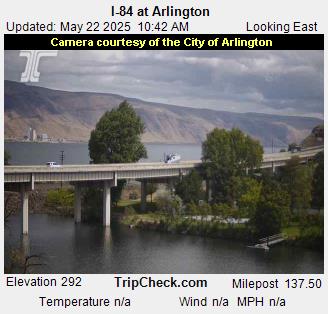 I-84 at Arlington
Updated: May 22 2025 10:42 AM Looking East
Camera courtesy of the City of Arlington
Elevation 292 TripCheck.com Milepost 137.50
Temperature n/a Wind n/a MPH n/a